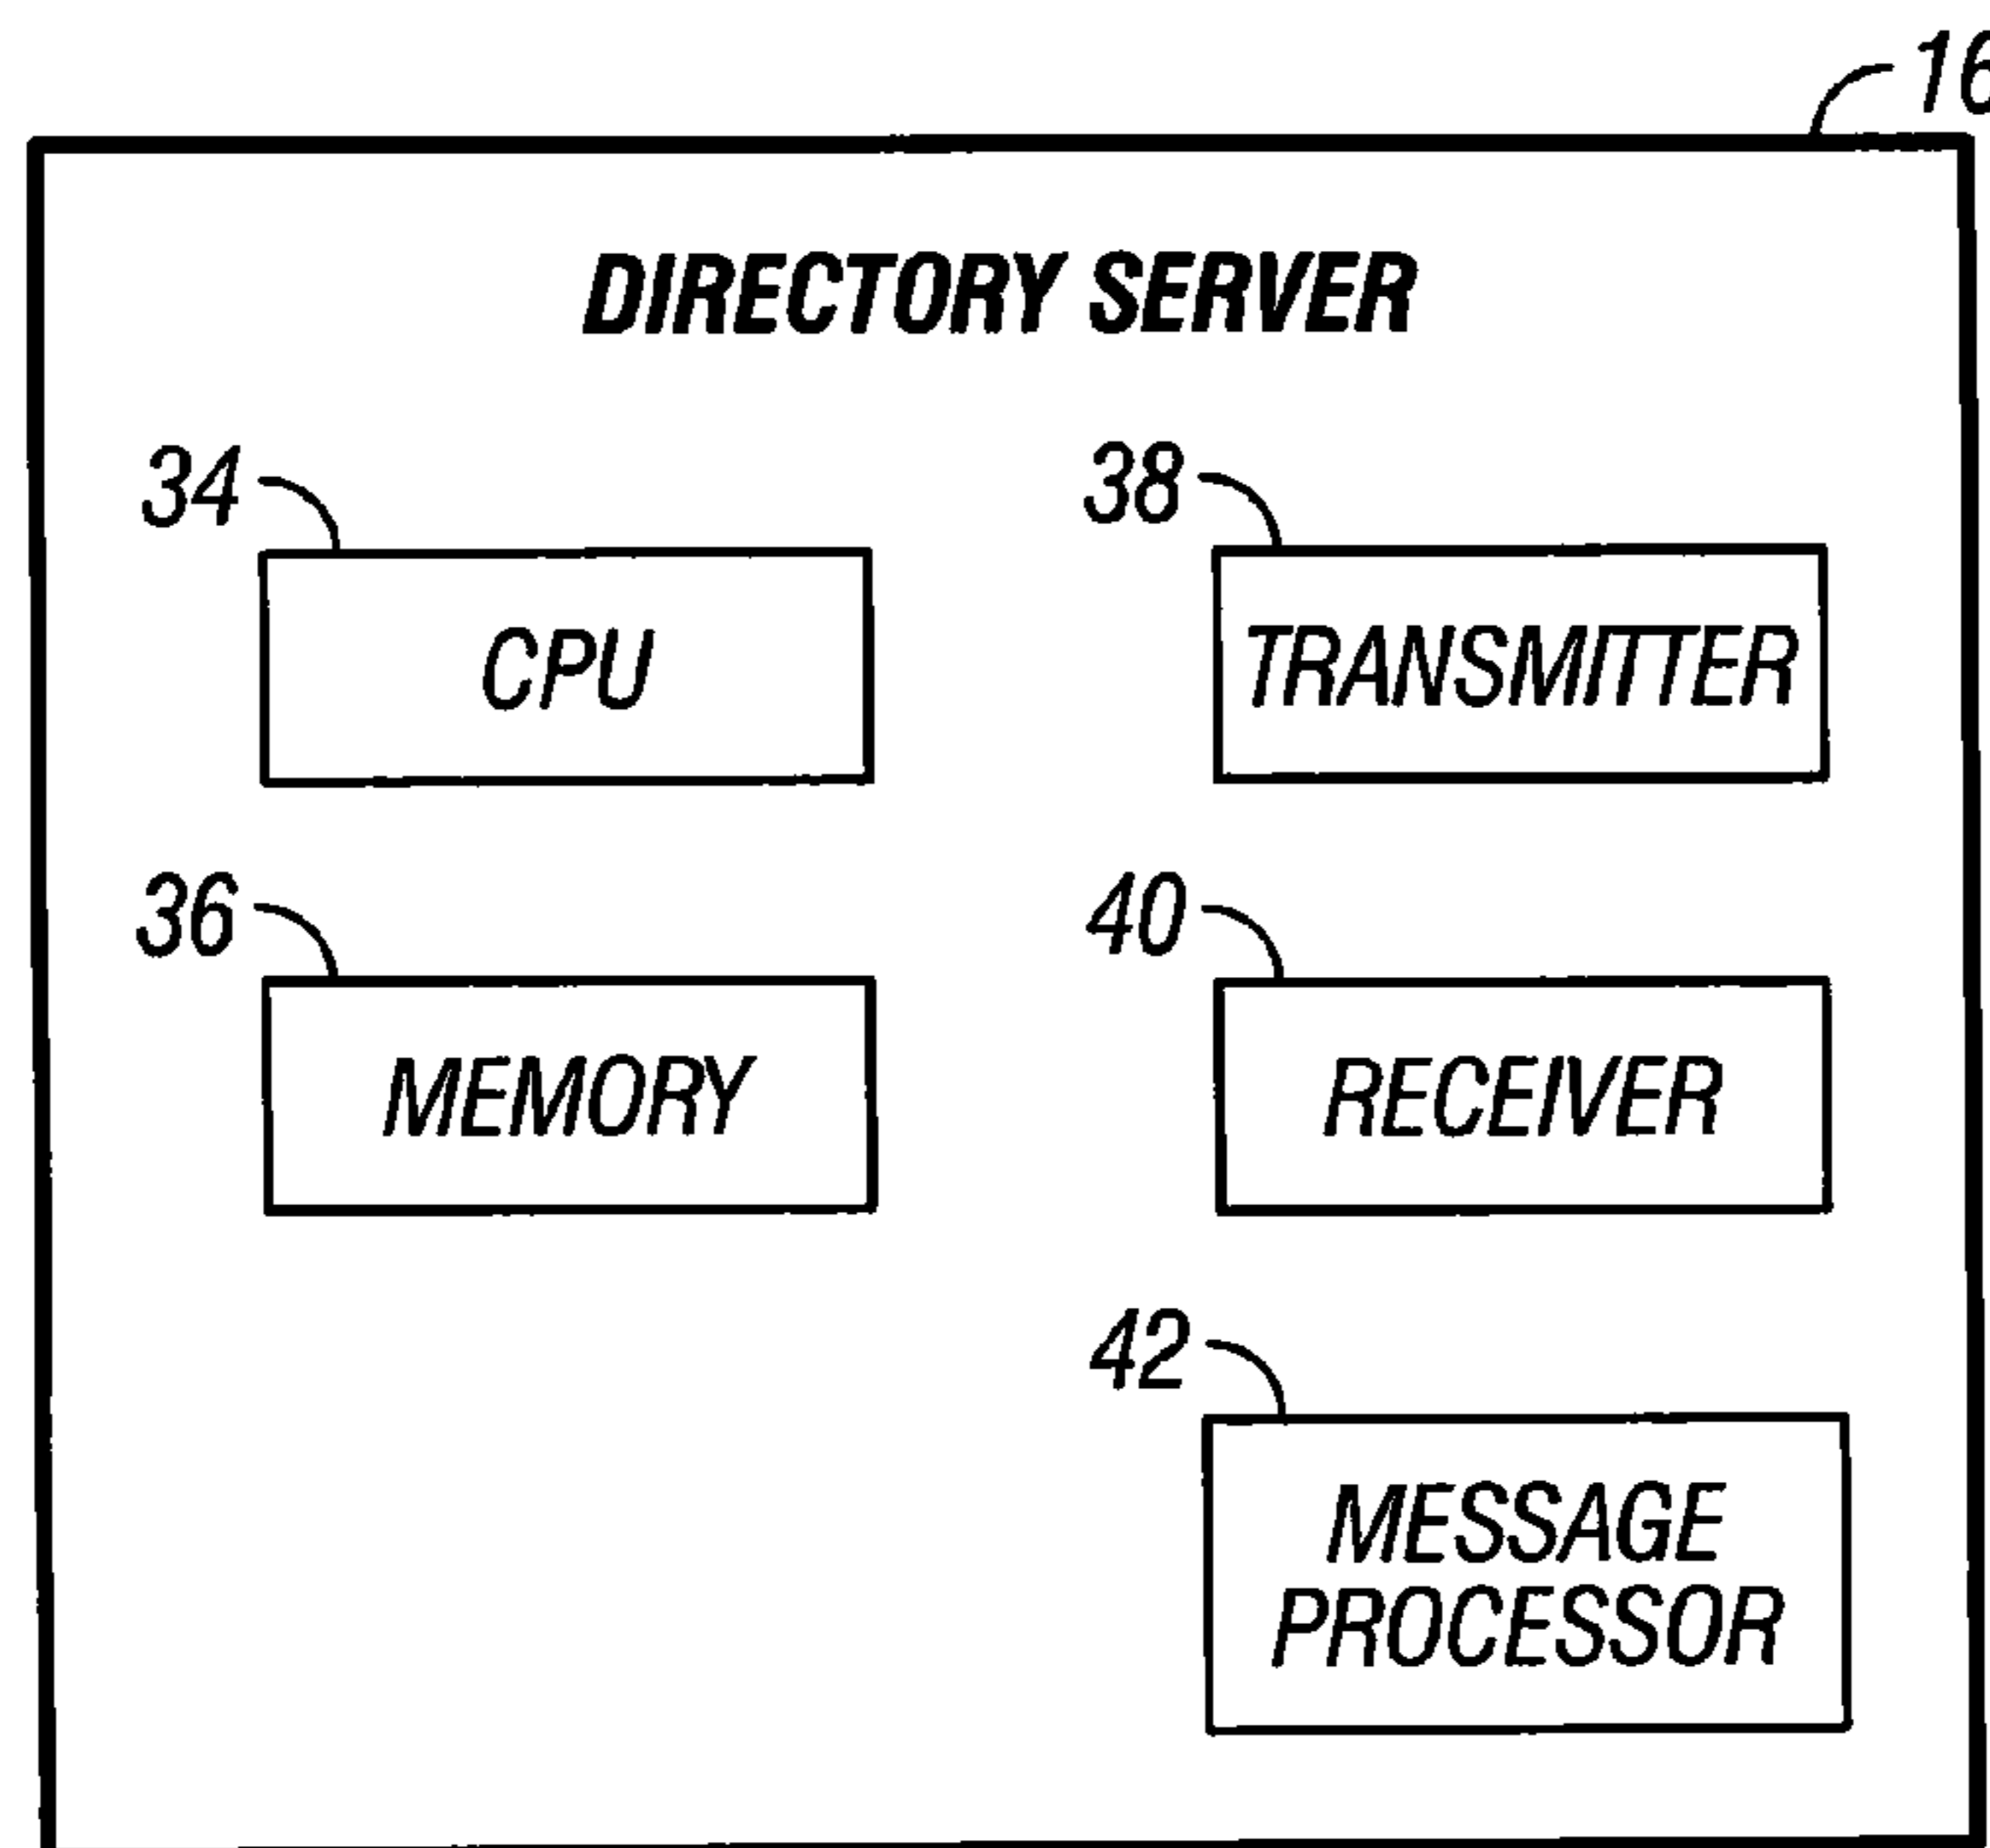 16
DIRECTORY SERVER
34
38
CPU
TRANSMITTER
36
40
MEMORY
RECEIVER
42
MESSAGE
PROCESSOR